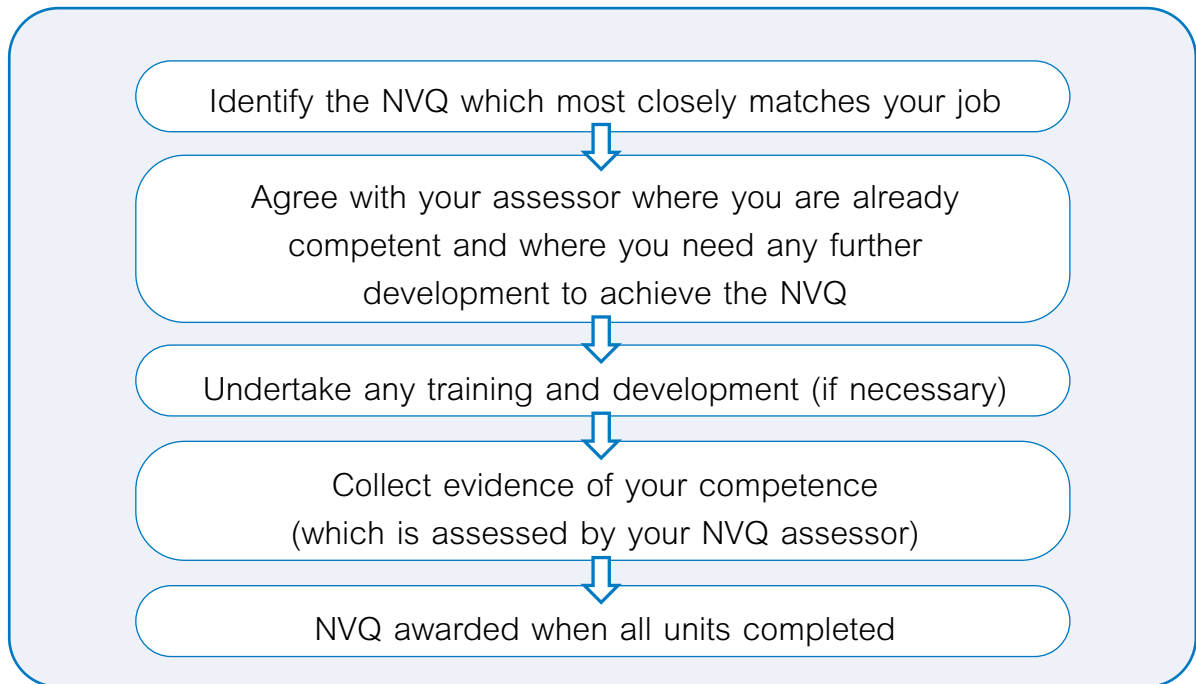 Identify the NVQ which most closely matches your job
Agree with your assessor where you are already
competent and where you need any further
development to achieve the NVQ
Undertake any training and development (if necessary)
Collect evidence of your competence
(which is assessed by your NVQ assessor)
NVQ awarded when all units completed